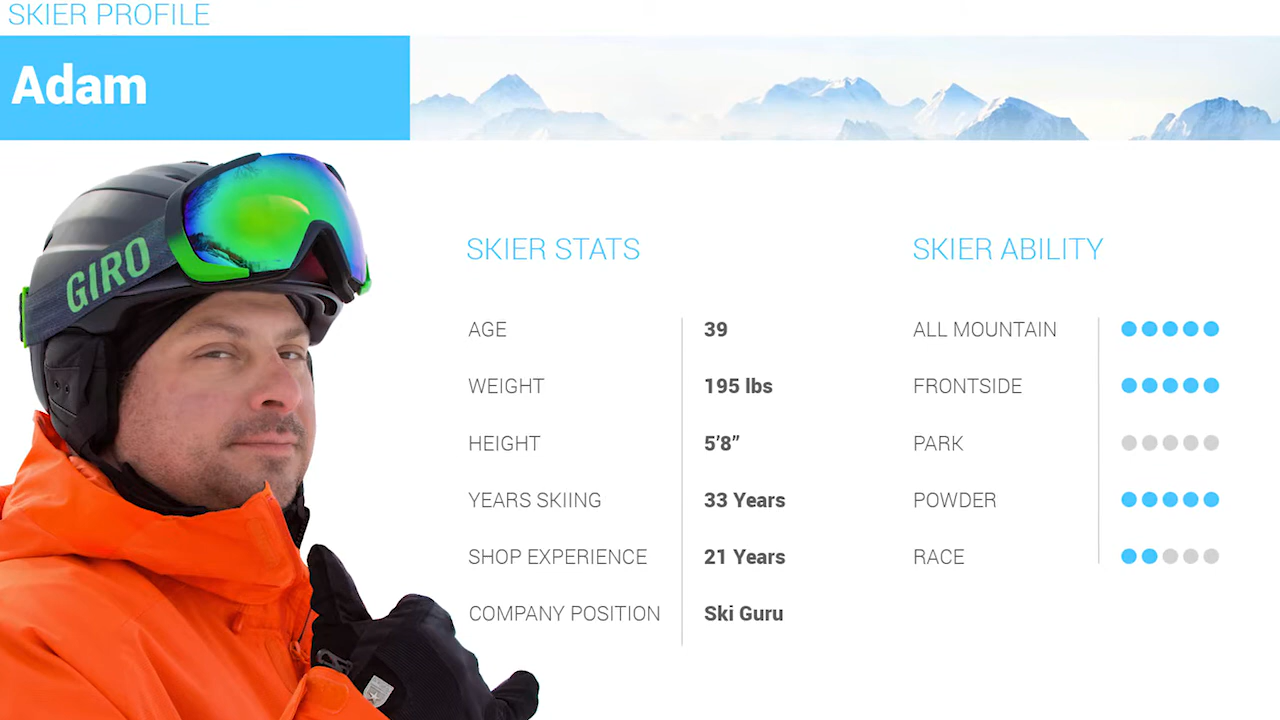 SKIER PROFILE
Adam
GIRO
SKIER STATS
AGE 39
WEIGHT 195 lbs
HEIGHT 5’8”
YEARS SKIING 33 Years
SHOP EXPERIENCE 21 Years
COMPANY POSITION Ski Guru
SKIER ABILITY
ALL MOUNTAIN
FRONTSIDE
PARK
POWDER
RACE